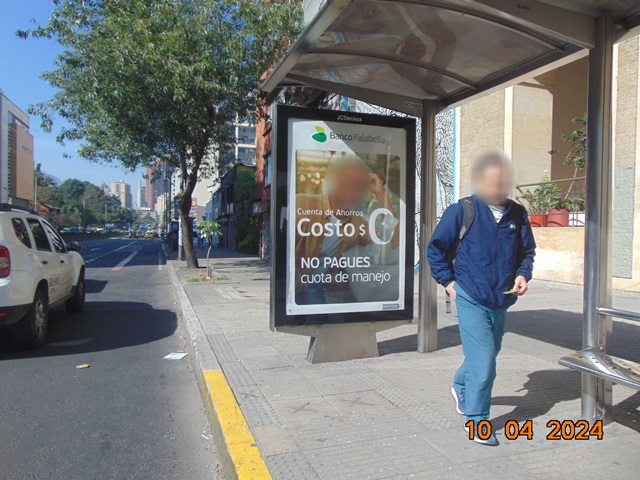 JCDecaux
Banco Falabella
Cuenta de Ahorros
Costo $0
NO PAGUES
cuota de manejo
10 04 2024